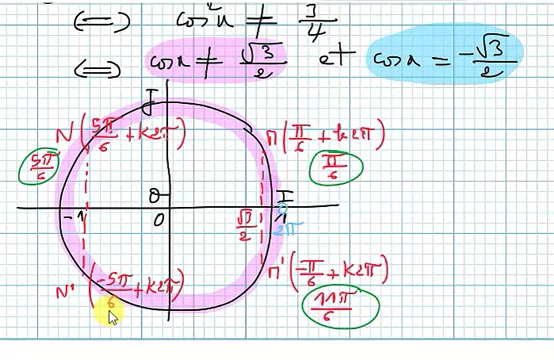 ⟺ cos²x ≠ 3/4
⟺ cos x ≠ √3/2 et cos x = -√3/2
J
N (5π/6 + k2π) M (π/6 + k2π)
5π/6 π/6
0 I
-1 0 √3/2 1
2π
N' (-5π/6 + k2π) M' (-π/6 + k2π)
11π/6